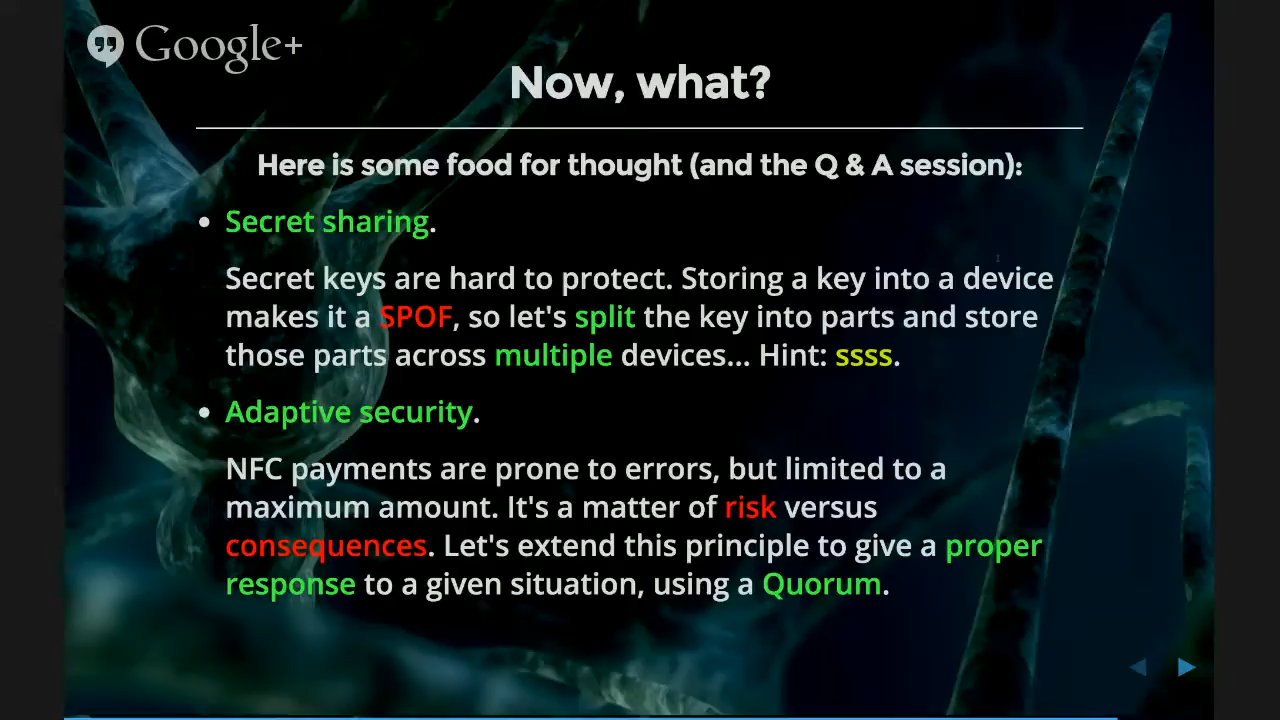 Google+
Now, what?
Here is some food for thought (and the Q & A session):
• Secret sharing.
Secret keys are hard to protect. Storing a key into a device
makes it a SPOF, so let's split the key into parts and store
those parts across multiple devices... Hint: ssss.
• Adaptive security.
NFC payments are prone to errors, but limited to a
maximum amount. It's a matter of risk versus
consequences. Let's extend this principle to give a proper
response to a given situation, using a Quorum.